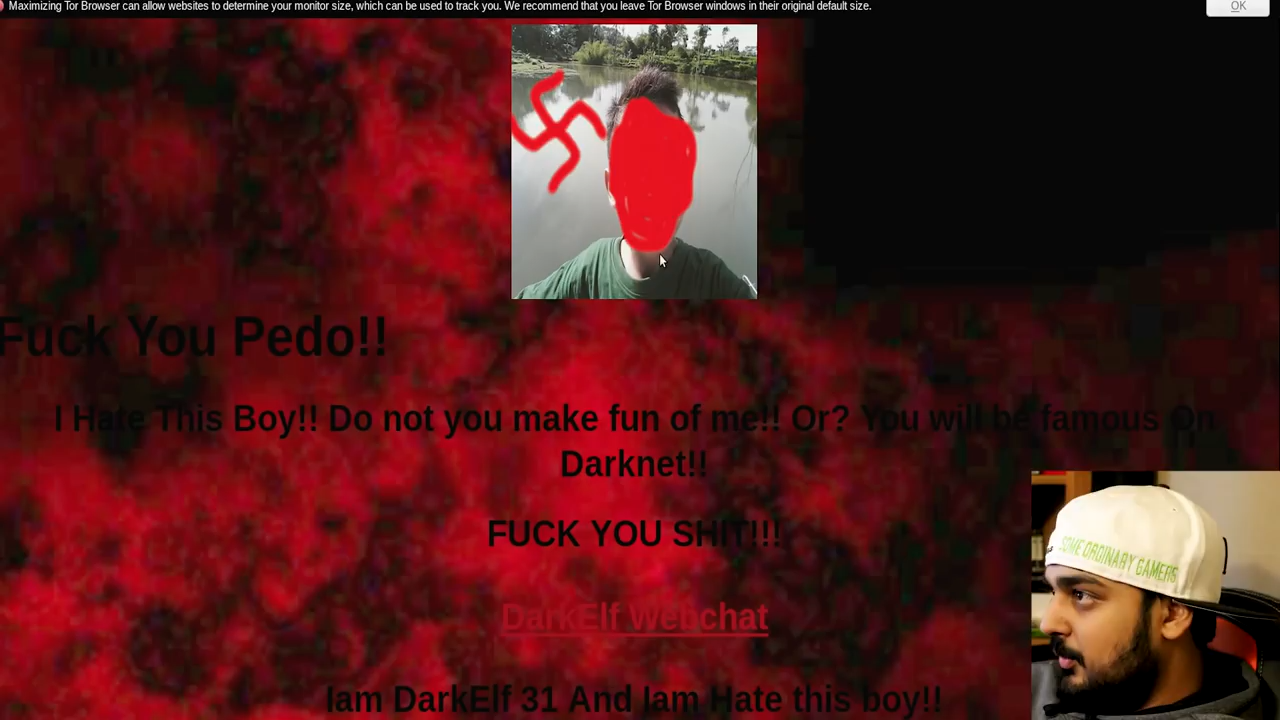 Maximizing Tor Browser can allow websites to determine your monitor size, which can be used to track you. We recommend that you leave Tor Browser windows in their original default size.
OK
Fuck You Pedo!!
I Hate This Boy!! Do not you make fun of me!! Or? You will be famous On
Darknet!!
FUCK YOU SHIT!!!
DarkElf Webchat
Iam DarkElf 31 And Iam Hate this boy!!
SOME ORDINARY GAMERS